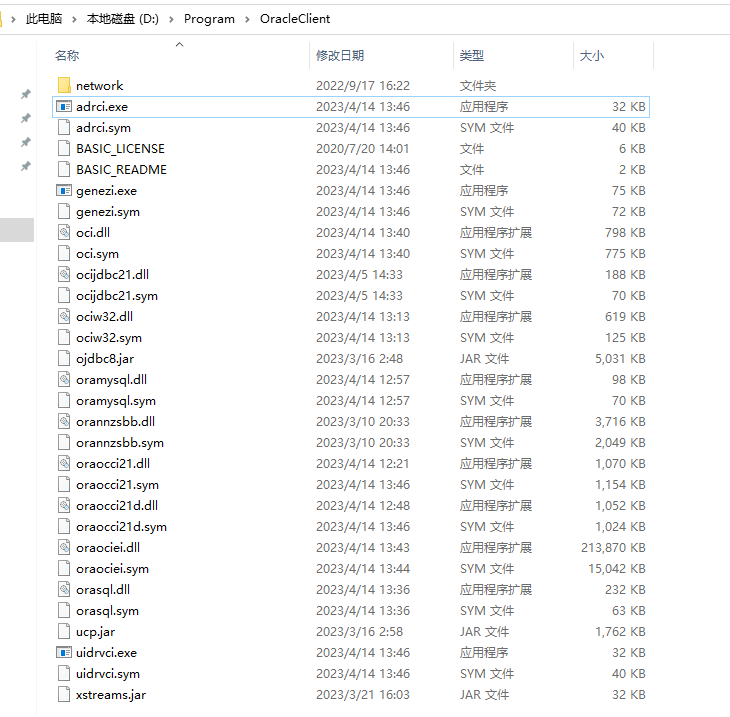 此电脑 > 本地磁盘 (D:) > Program > OracleClient
名称 修改日期 类型 大小
network 2022/9/17 16:22 文件夹
adrci.exe 2023/4/14 13:46 应用程序 32 KB
adrci.sym 2023/4/14 13:46 SYM 文件 40 KB
BASIC_LICENSE 2020/7/20 14:01 文件 6 KB
BASIC_README 2023/4/14 13:46 文件 2 KB
genezi.exe 2023/4/14 13:46 应用程序 75 KB
genezi.sym 2023/4/14 13:46 SYM 文件 72 KB
oci.dll 2023/4/14 13:40 应用程序扩展 798 KB
oci.sym 2023/4/14 13:40 SYM 文件 775 KB
ocijdbc21.dll 2023/4/5 14:33 应用程序扩展 188 KB
ocijdbc21.sym 2023/4/5 14:33 SYM 文件 70 KB
ociw32.dll 2023/4/14 13:13 应用程序扩展 619 KB
ociw32.sym 2023/4/14 13:13 SYM 文件 125 KB
ojdbc8.jar 2023/3/16 2:48 JAR 文件 5,031 KB
oramysql.dll 2023/4/14 12:57 应用程序扩展 98 KB
oramysql.sym 2023/4/14 12:57 SYM 文件 70 KB
orannzsbb.dll 2023/3/10 20:33 应用程序扩展 3,716 KB
orannzsbb.sym 2023/3/10 20:33 SYM 文件 2,049 KB
oraocci21.dll 2023/4/14 12:21 应用程序扩展 1,070 KB
oraocci21.sym 2023/4/14 13:46 SYM 文件 1,154 KB
oraocci21d.dll 2023/4/14 12:48 应用程序扩展 1,052 KB
oraocci21d.sym 2023/4/14 13:46 SYM 文件 1,024 KB
oraociei.dll 2023/4/14 13:43 应用程序扩展 213,870 KB
oraociei.sym 2023/4/14 13:44 SYM 文件 15,042 KB
orasql.dll 2023/4/14 13:36 应用程序扩展 232 KB
orasql.sym 2023/4/14 13:36 SYM 文件 63 KB
ucp.jar 2023/3/16 2:58 JAR 文件 1,762 KB
uidrvci.exe 2023/4/14 13:46 应用程序 32 KB
uidrvci.sym 2023/4/14 13:46 SYM 文件 40 KB
xstreams.jar 2023/3/21 16:03 JAR 文件 32 KB